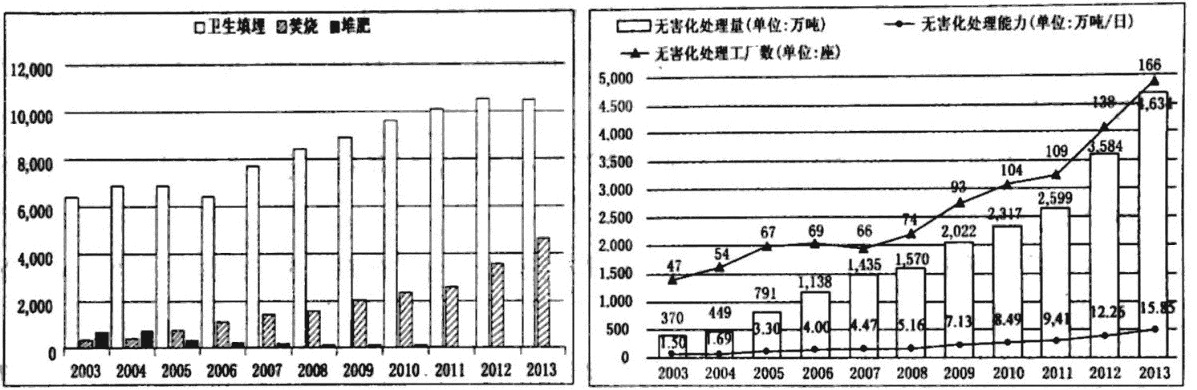 □卫生填埋 焚烧 ■堆肥
12,000
10,000
8,000
6,000
4,000
2,000
0
2003 2004 2005 2006 2007 2008 2009 2010 2011 2012 2013
无害化处理量(单位:万吨) 无害化处理能力(单位:万吨/日)
无害化处理工厂数(单位:座)
5,000
4,500
4,000
3,500
3,000
2,500
2,000
1,500
1,000
500
0
47 54 67 69 66 74 93 104 109 138 166
370 449 791 1,138 1,435 1,570 2,022 2,317 2,599 3,584 4,634
1.50 1.69 3.30 4.00 4.47 5.16 7.13 8.49 9.41 12.25 15.85
2003 2004 2005 2006 2007 2008 2009 2010 2011 2012 2013